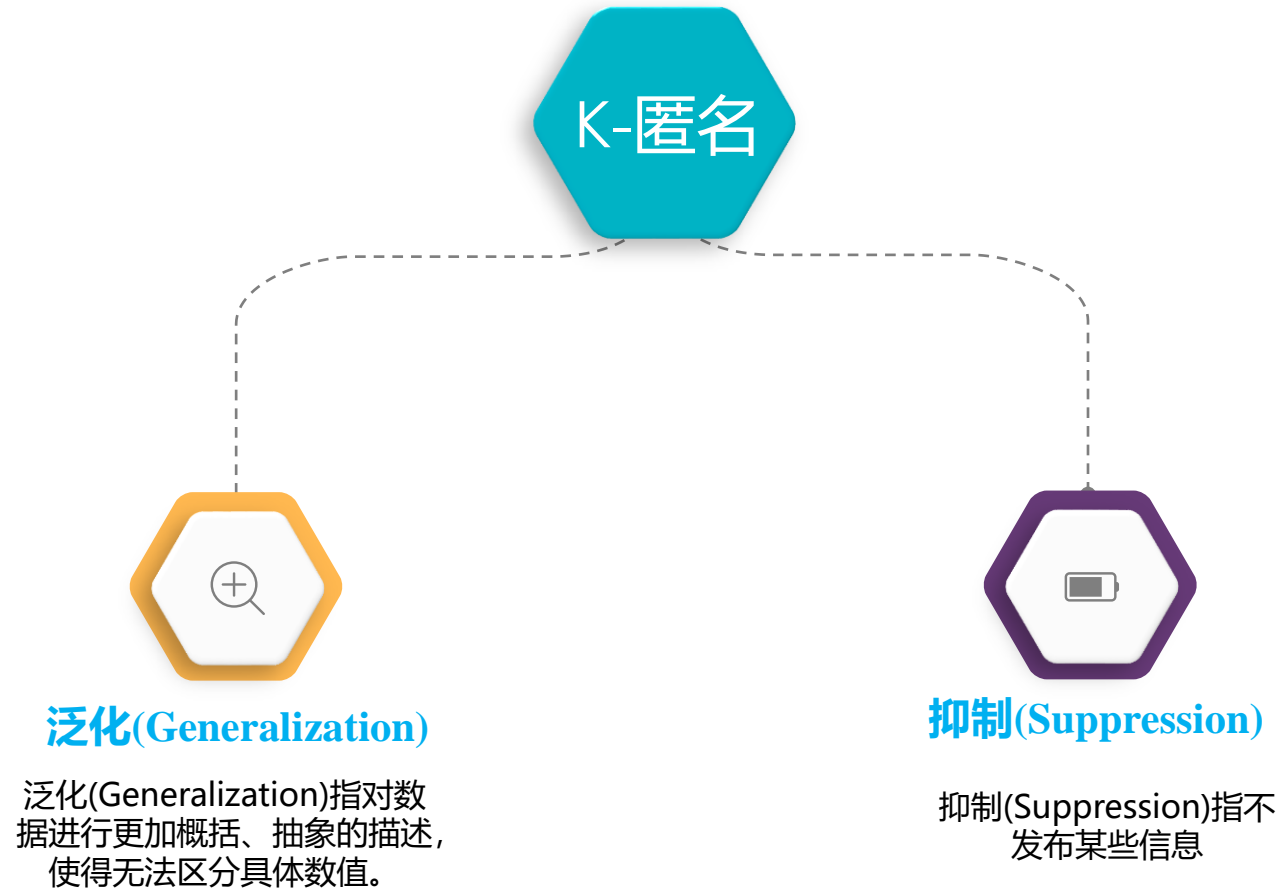 K-匿名
泛化(Generalization)
泛化(Generalization)指对数
据进行更加概括、抽象的描述，
使得无法区分具体数值。
抑制(Suppression)
抑制(Suppression)指不
发布某些信息